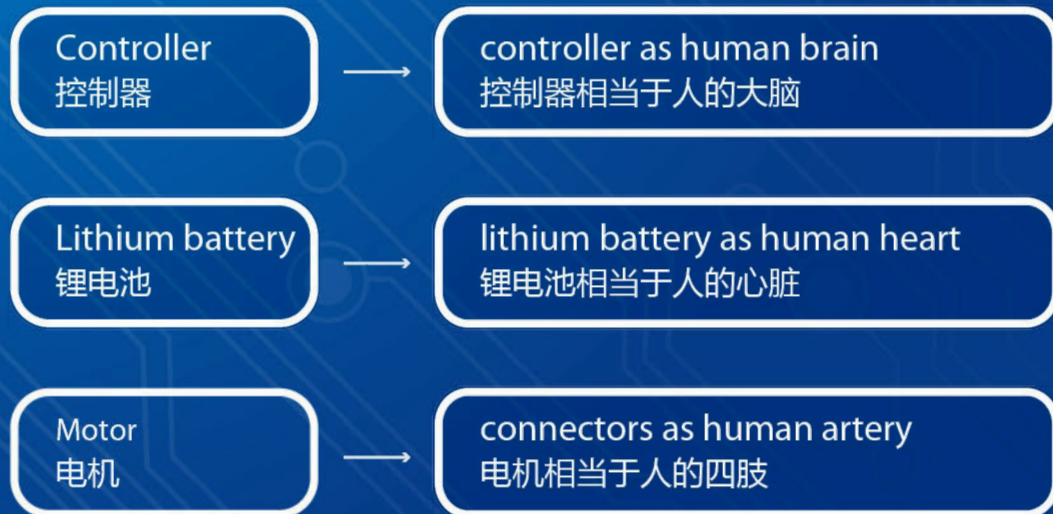 Controller
控制器
controller as human brain
控制器相当于人的大脑
Lithium battery
锂电池
lithium battery as human heart
锂电池相当于人的心脏
Motor
电机
connectors as human artery
电机相当于人的四肢